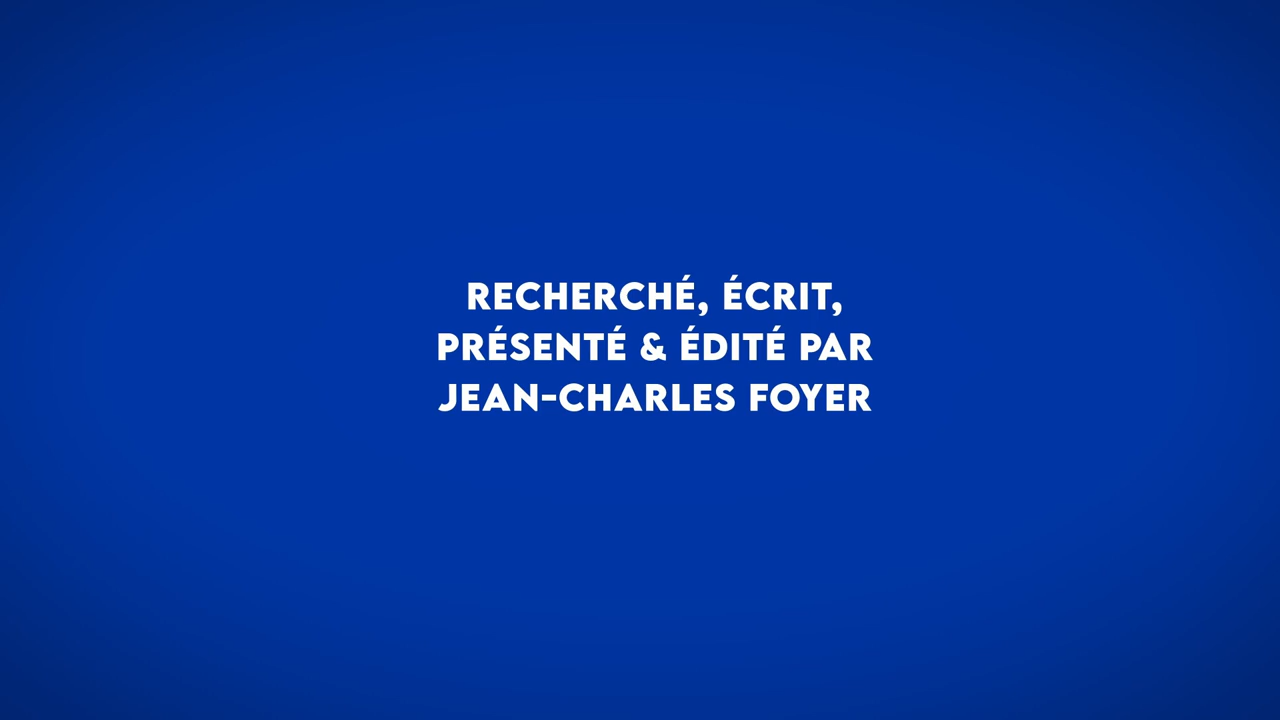 RECHERCHÉ, ÉCRIT,
PRÉSENTÉ & ÉDITÉ PAR
JEAN-CHARLES FOYER